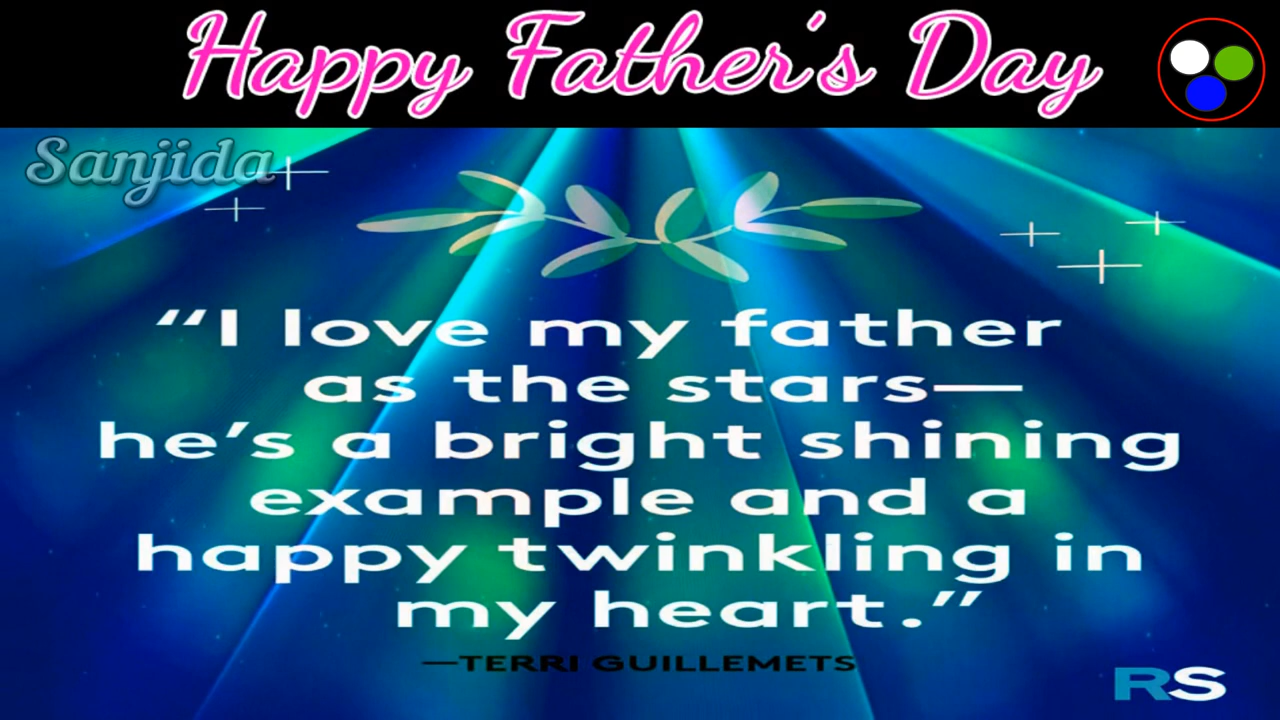 Happy Father's Day
Sanjida
“I love my father
as the stars—
he’s a bright shining
example and a
happy twinkling in
my heart.”
—TERRI GUILLEMETS
RS